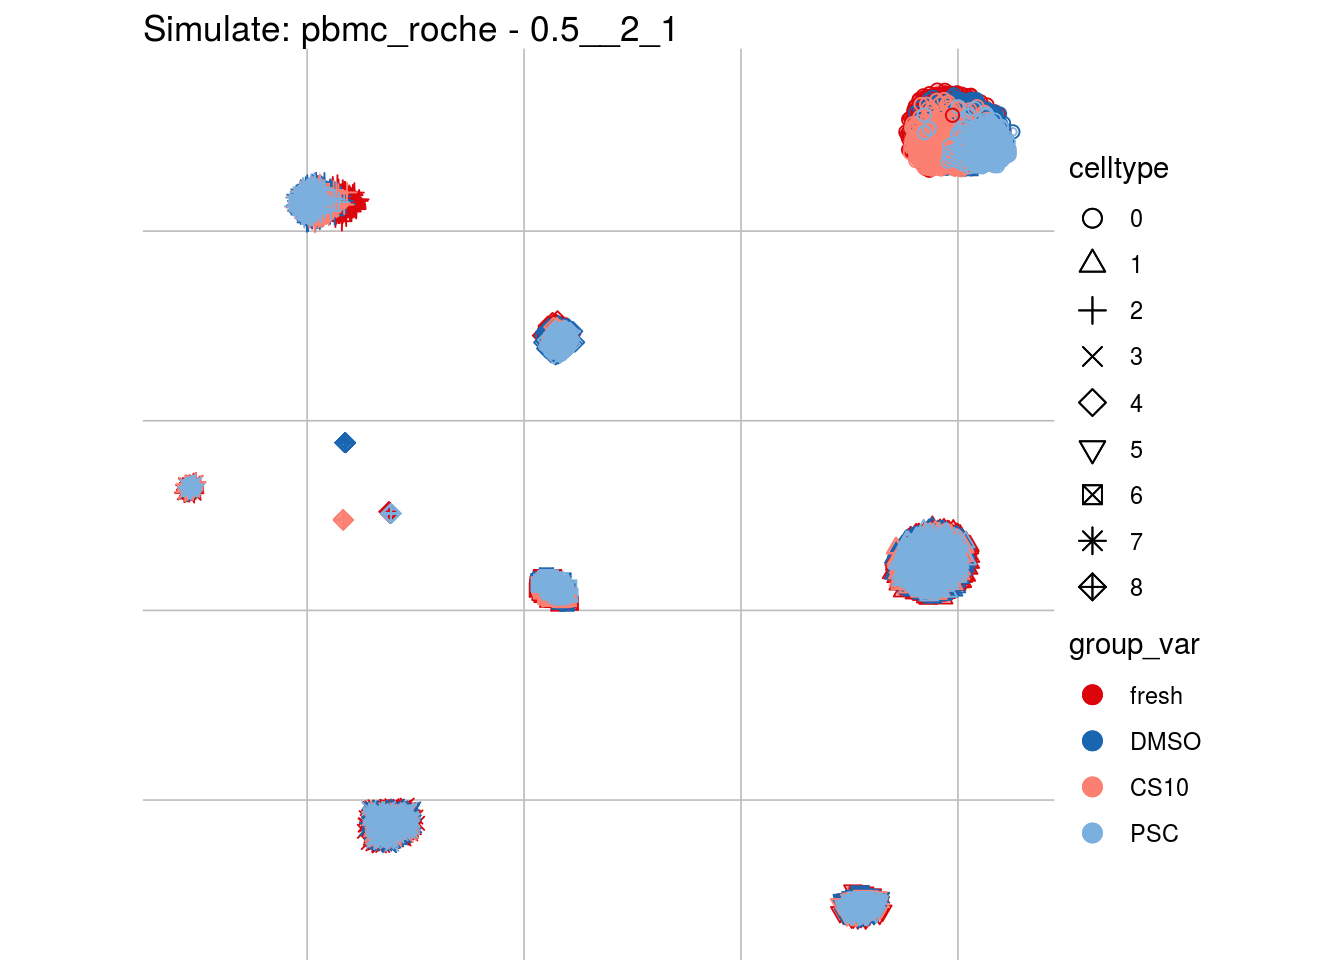 Simulate: pbmc_roche - 0.5__2_1
celltype
0
1
2
3
4
5
6
7
8
group_var
fresh
DMSO
CS10
PSC